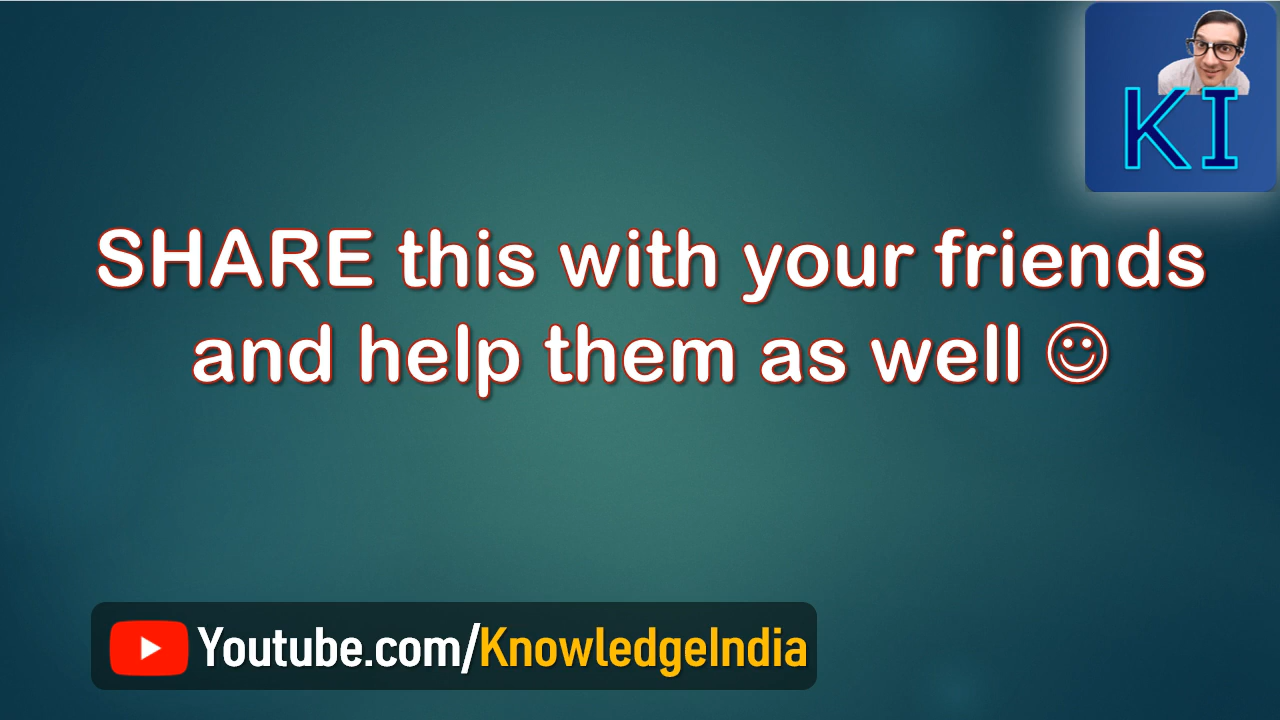 KI
SHARE this with your friends
and help them as well ☺
Youtube.com/KnowledgeIndia